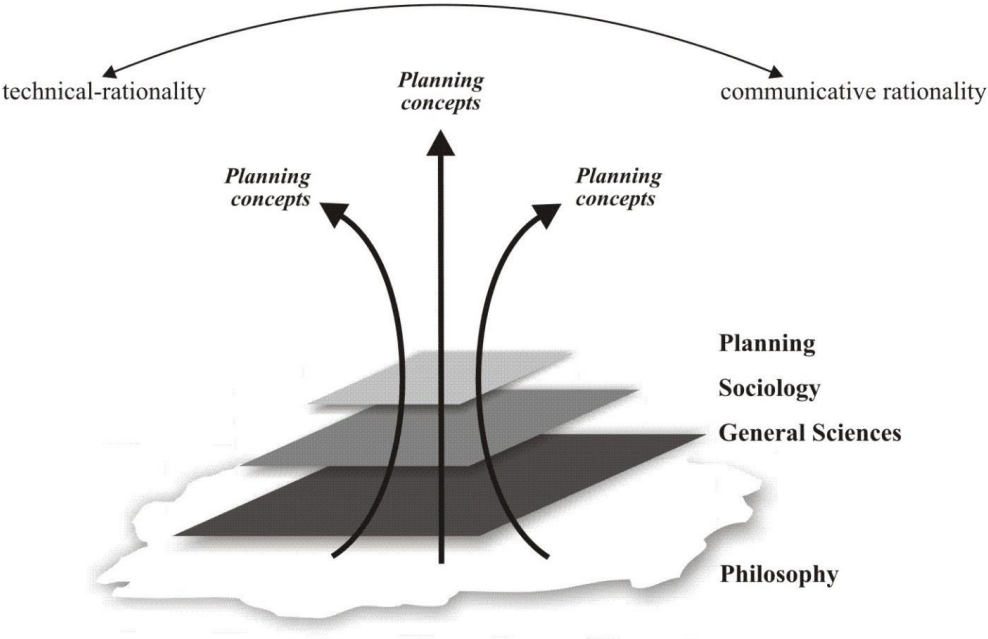 technical-rationality
Planning
concepts
communicative rationality
Planning
concepts
Planning
concepts
Planning
Sociology
General Sciences
Philosophy